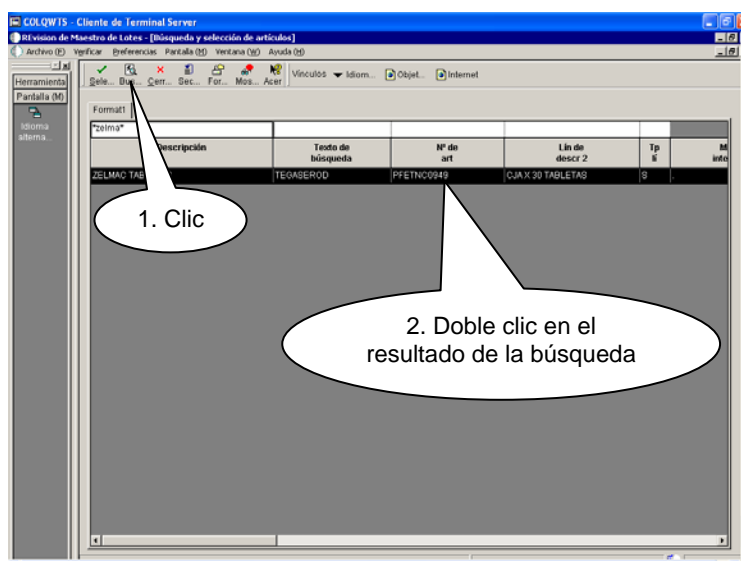 COLQWTS - Cliente de Terminal Server
REvision de Maestro de Lotes - [Búsqueda y selección de artículos]
Archivo (F) Verificar Preferencias Pantalla (M) Ventana (W) Ayuda (H)
Herramienta
Pantalla (M)
Idioma alterna...
Sele... Bus... Cerr... Sec... For... Mos... Acer Vínculos Idiom... Objet... Internet
Format1
*zelma*
Descripción Texto de búsqueda Nº de art Lín de descr 2 Tp lí M inte
ZELMAC TAB TEGASEROD PFETNC0949 CJA X 30 TABLETAS S .
1. Clic
2. Doble clic en el
resultado de la búsqueda